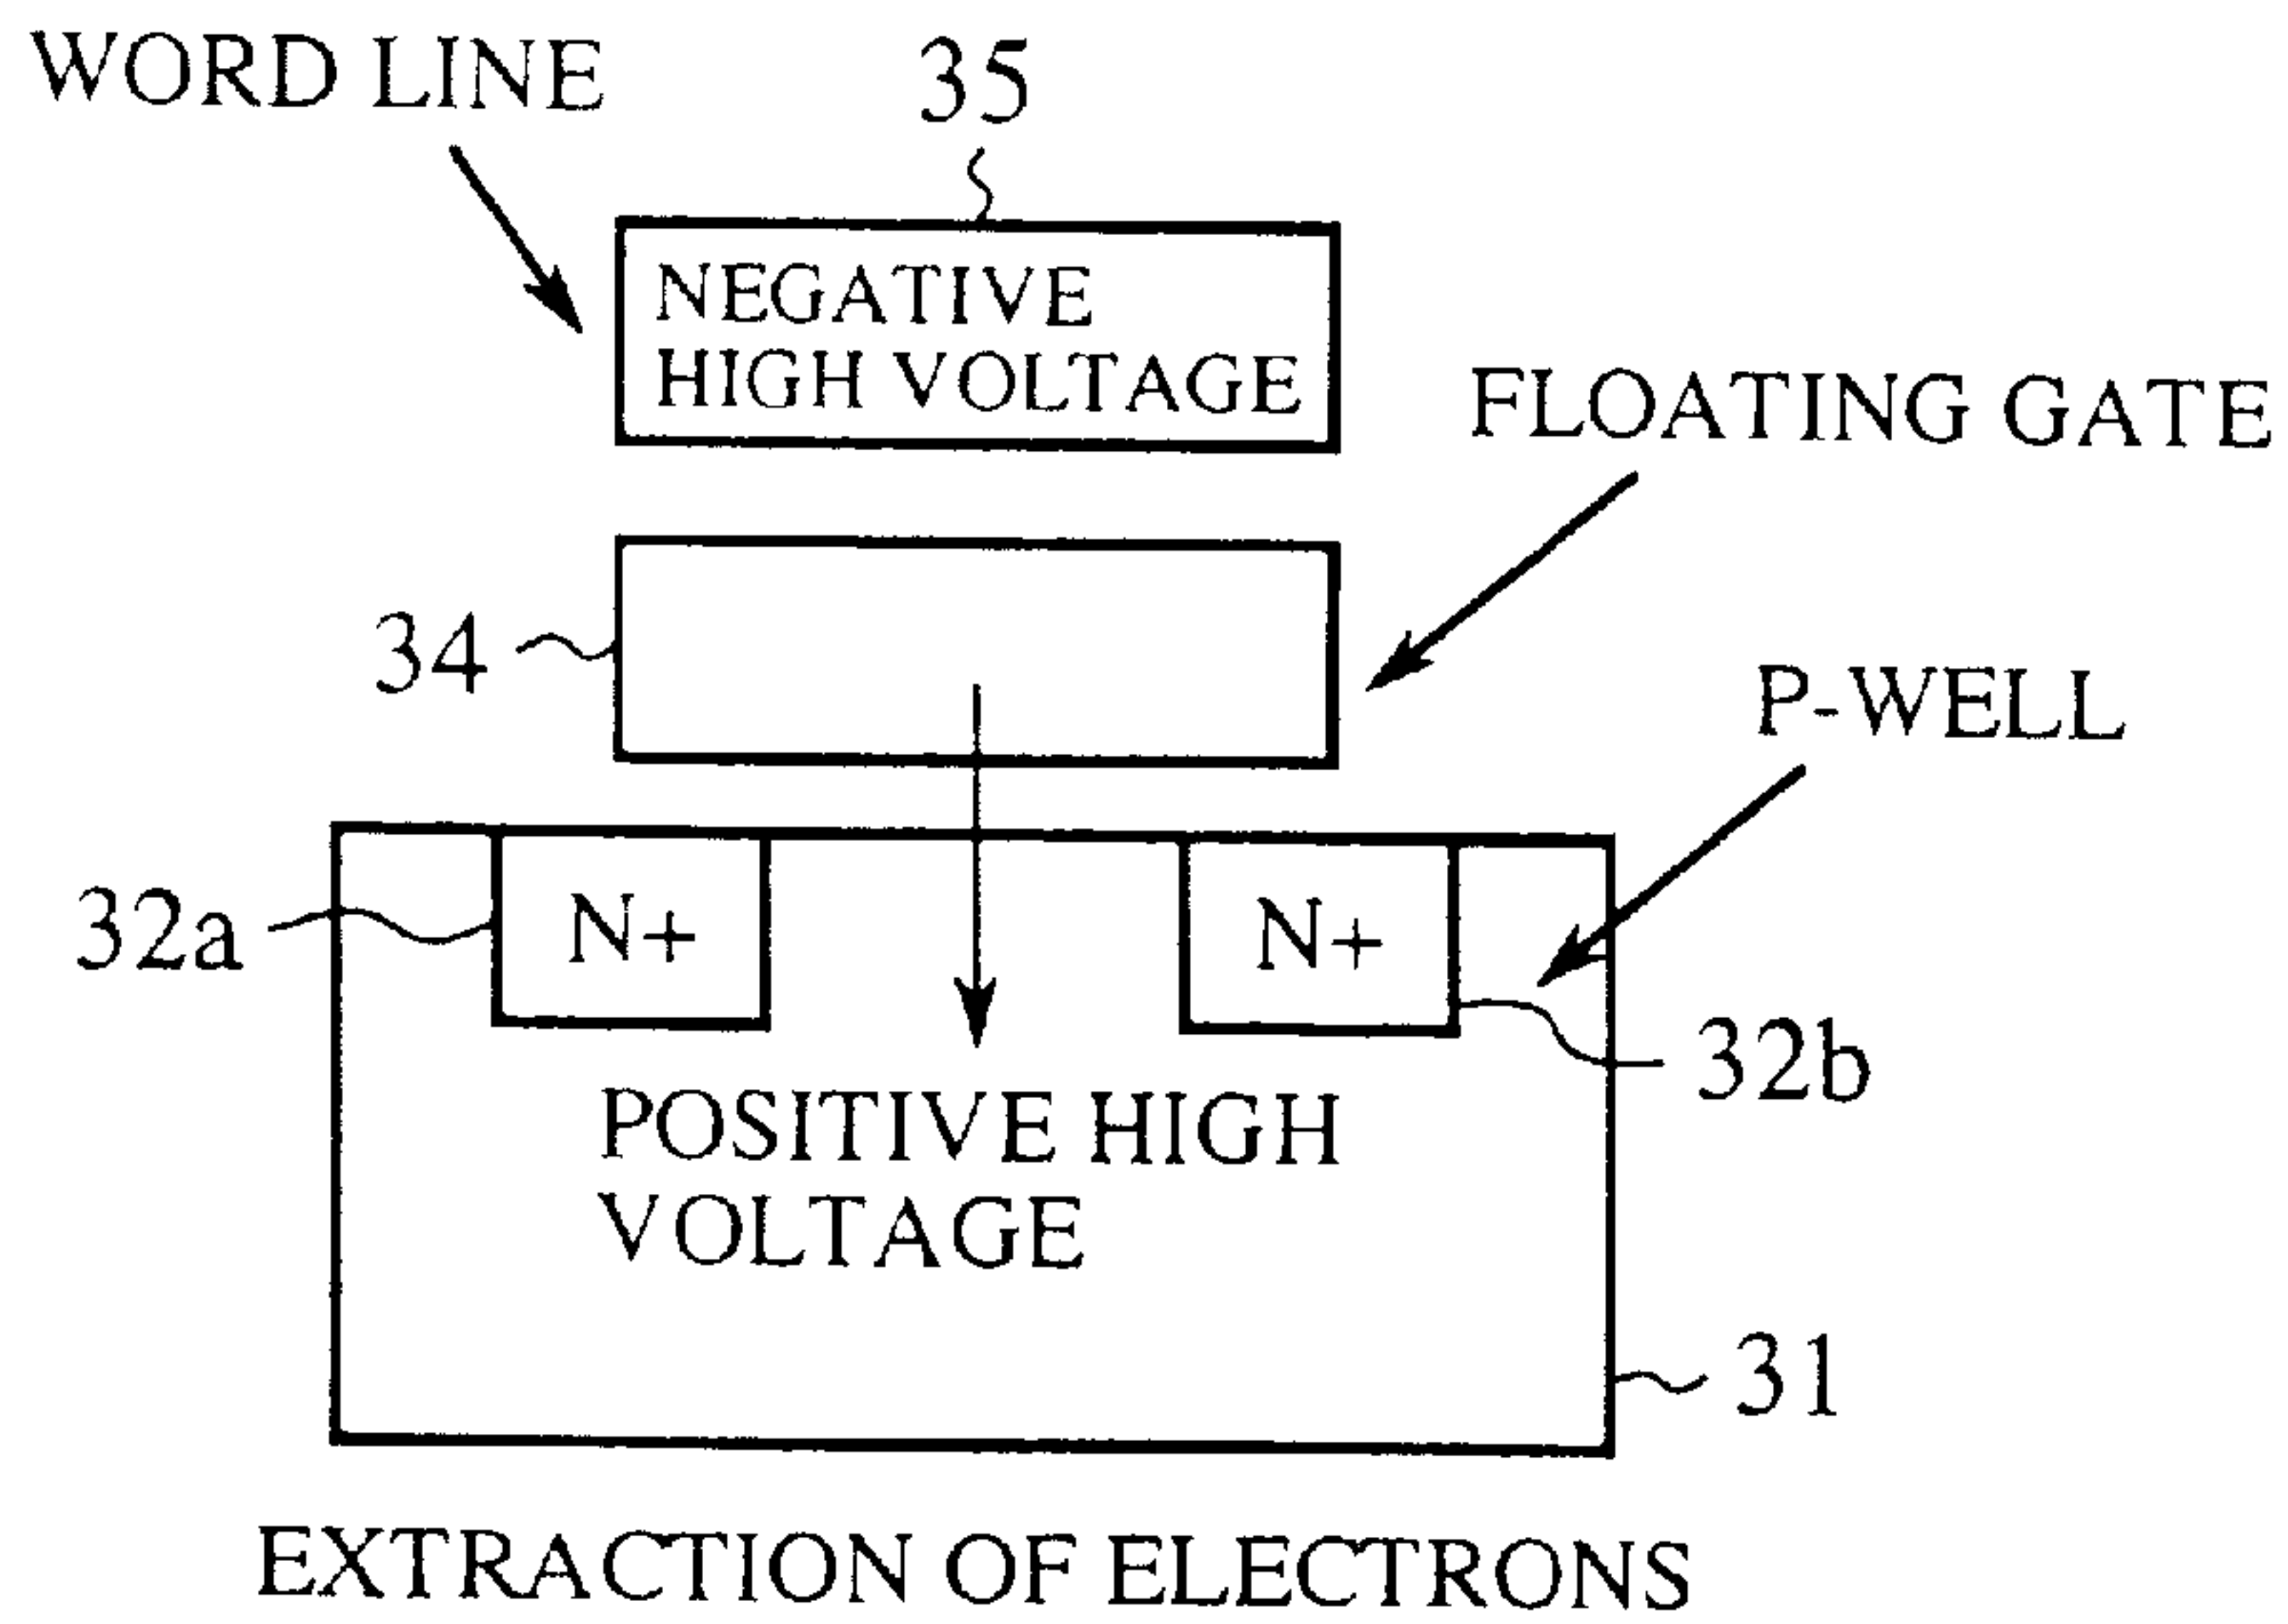 WORD LINE
35
NEGATIVE
HIGH VOLTAGE
FLOATING GATE
34
P-WELL
32a
N+
N+
32b
POSITIVE HIGH
VOLTAGE
31
EXTRACTION OF ELECTRONS